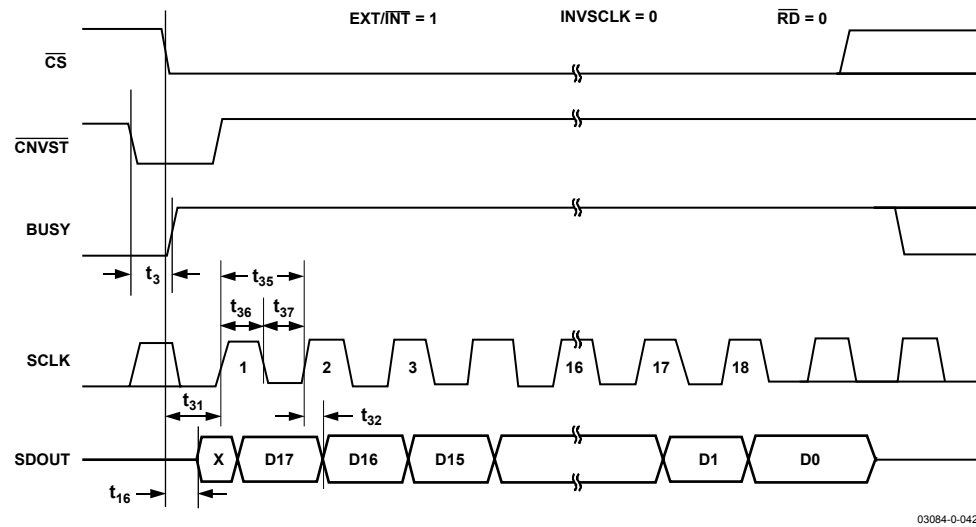 EXT/INT = 1 INVSCLK = 0 RD = 0
CS
CNVST
BUSY
t3
t35
t36 t37
SCLK
1 2 3 16 17 18
t31
t32
SDOUT
X D17 D16 D15 D1 D0
t16
03084-0-042